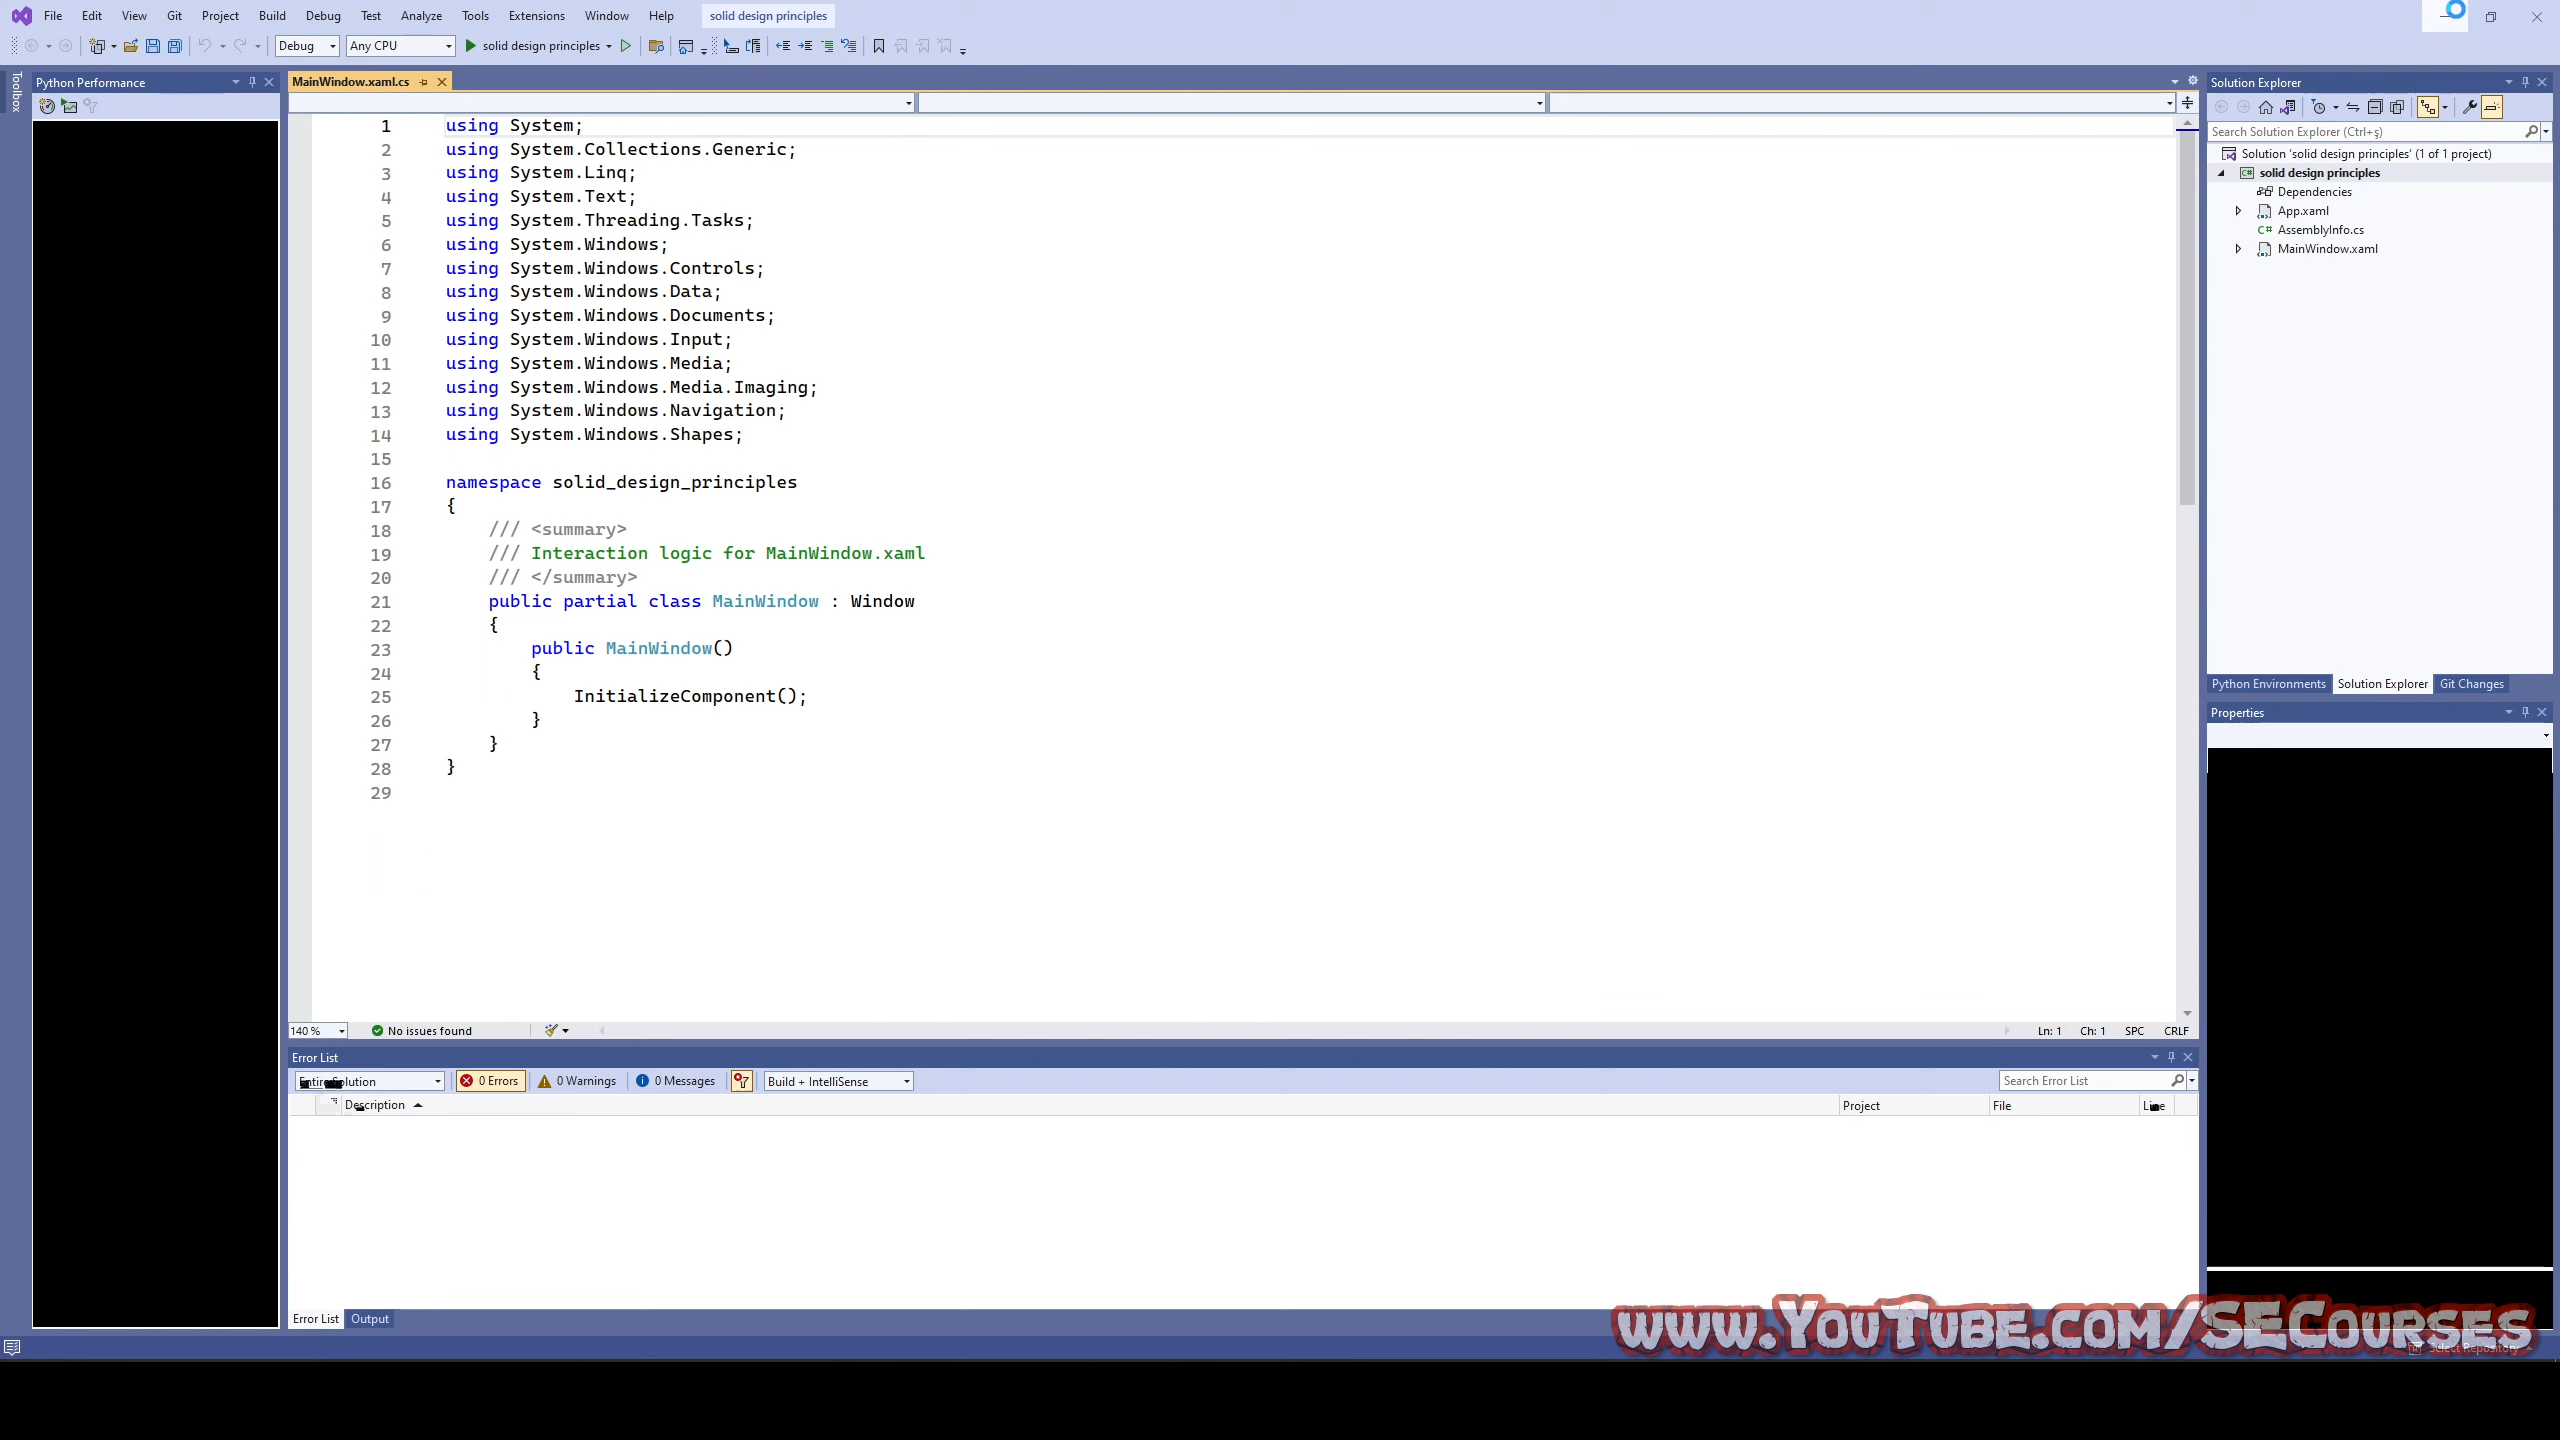 File Edit View Git Project Build Debug Test Analyze Tools Extensions Window Help solid design principles
Debug Any CPU solid design principles
Toolbox
Python Performance
MainWindow.xaml.cs
1 using System;
2 using System.Collections.Generic;
3 using System.Linq;
4 using System.Text;
5 using System.Threading.Tasks;
6 using System.Windows;
7 using System.Windows.Controls;
8 using System.Windows.Data;
9 using System.Windows.Documents;
10 using System.Windows.Input;
11 using System.Windows.Media;
12 using System.Windows.Media.Imaging;
13 using System.Windows.Navigation;
14 using System.Windows.Shapes;
15
16 namespace solid_design_principles
17 {
18 /// <summary>
19 /// Interaction logic for MainWindow.xaml
20 /// </summary>
21 public partial class MainWindow : Window
22 {
23 public MainWindow()
24 {
25 InitializeComponent();
26 }
27 }
28 }
29
140 % No issues found Ln: 1 Ch: 1 SPC CRLF
Error List
Entire Solution 0 Errors 0 Warnings 0 Messages Build + IntelliSense Search Error List
Description Project File Line
Error List Output
Solution Explorer
Search Solution Explorer (Ctrl+ş)
Solution 'solid design principles' (1 of 1 project)
solid design principles
Dependencies
App.xaml
C# AssemblyInfo.cs
MainWindow.xaml
Python Environments Solution Explorer Git Changes
Properties
www.YouTube.com/SECourses
Select Repository